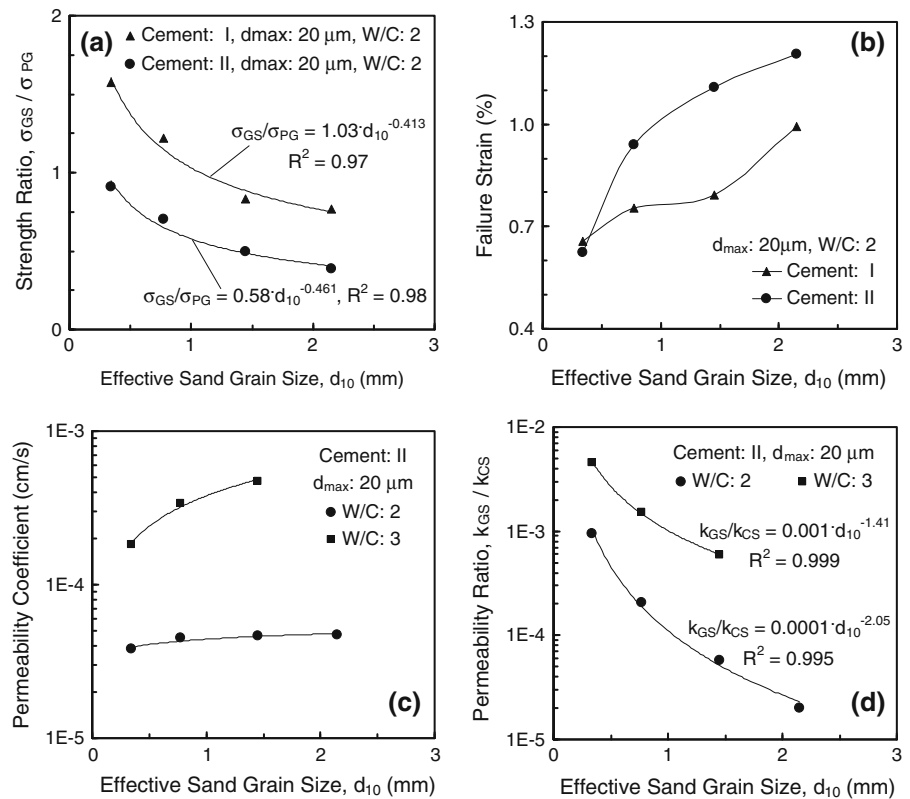 (a)
▲ Cement: I, dmax: 20 μm, W/C: 2
● Cement: II, dmax: 20 μm, W/C: 2
σGS/σPG = 1.03·d10^-0.413
R² = 0.97
σGS/σPG = 0.58·d10^-0.461, R² = 0.98
Strength Ratio, σGS / σPG
2
1
0
0 1 2 3
Effective Sand Grain Size, d10 (mm)
(b)
Failure Strain (%)
1.3
1.0
0.7
0.4
dmax: 20μm, W/C: 2
▲ Cement: I
● Cement: II
0 1 2 3
Effective Sand Grain Size, d10 (mm)
Permeability Coefficient (cm/s)
1E-3
1E-4
1E-5
Cement: II
dmax: 20 μm
● W/C: 2
■ W/C: 3
(c)
0 1 2 3
Effective Sand Grain Size, d10 (mm)
Permeability Ratio, kGS / kCS
1E-2
1E-3
1E-4
1E-5
Cement: II, dmax: 20 μm
● W/C: 2 ■ W/C: 3
kGS/kCS = 0.001·d10^-1.41
R² = 0.999
kGS/kCS = 0.0001·d10^-2.05
R² = 0.995
(d)
0 1 2 3
Effective Sand Grain Size, d10 (mm)